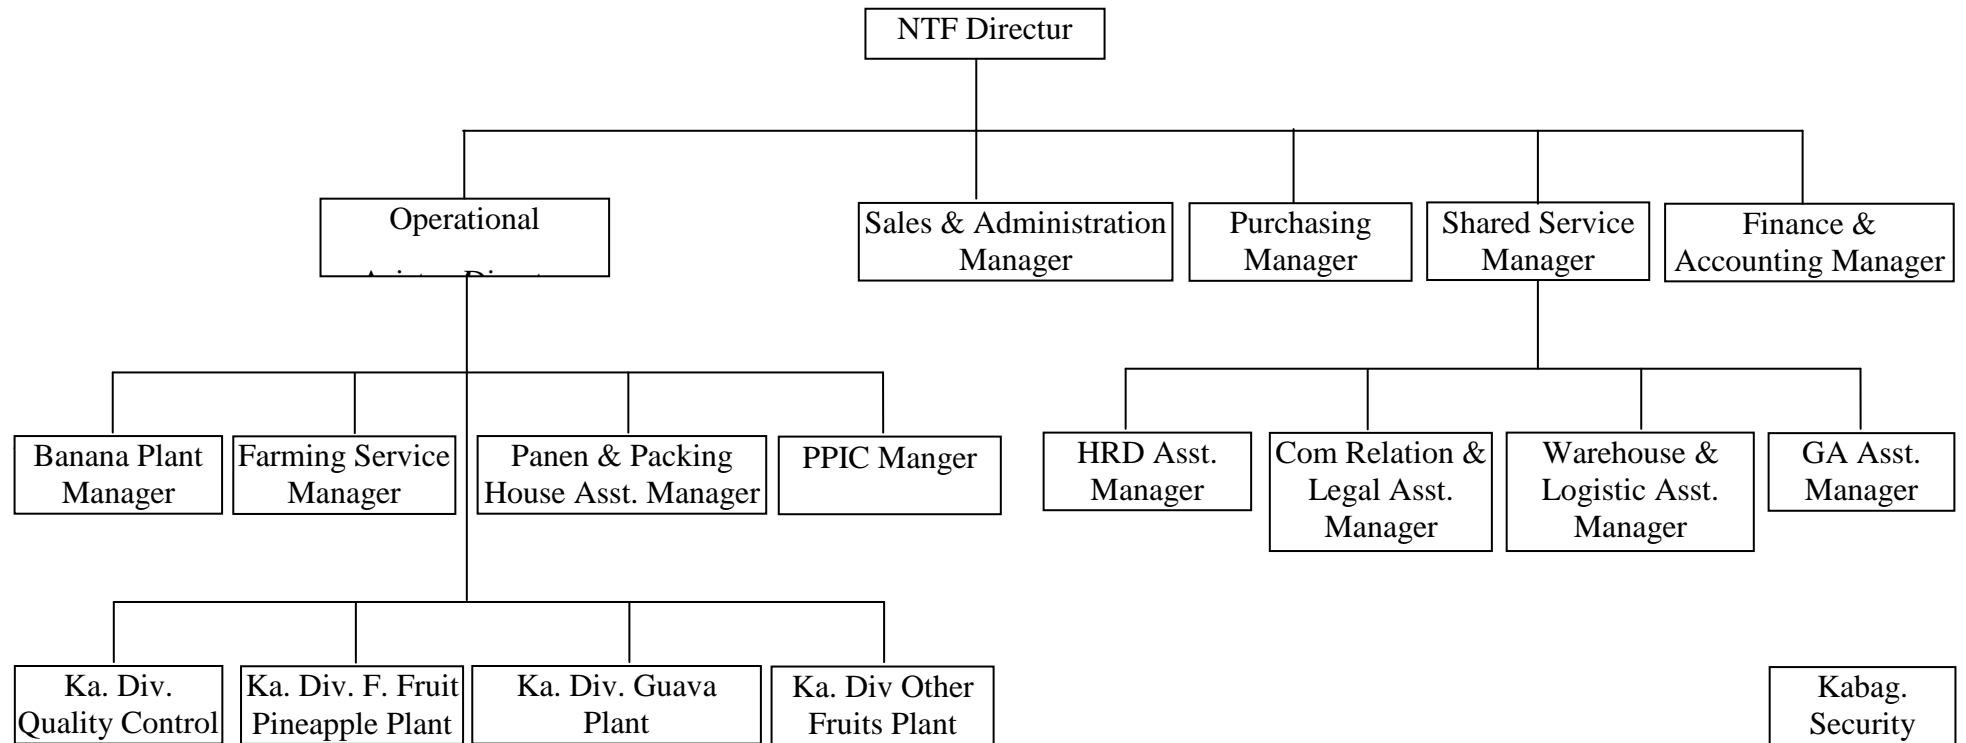 NTF Directur
Operational
Sales & Administration
Manager
Purchasing
Manager
Shared Service
Manager
Finance &
Accounting Manager
Banana Plant
Manager
Farming Service
Manager
Panen & Packing
House Asst. Manager
PPIC Manger
HRD Asst.
Manager
Com Relation &
Legal Asst.
Manager
Warehouse &
Logistic Asst.
Manager
GA Asst.
Manager
Ka. Div.
Quality Control
Ka. Div. F. Fruit
Pineapple Plant
Ka. Div. Guava
Plant
Ka. Div Other
Fruits Plant
Kabag.
Security